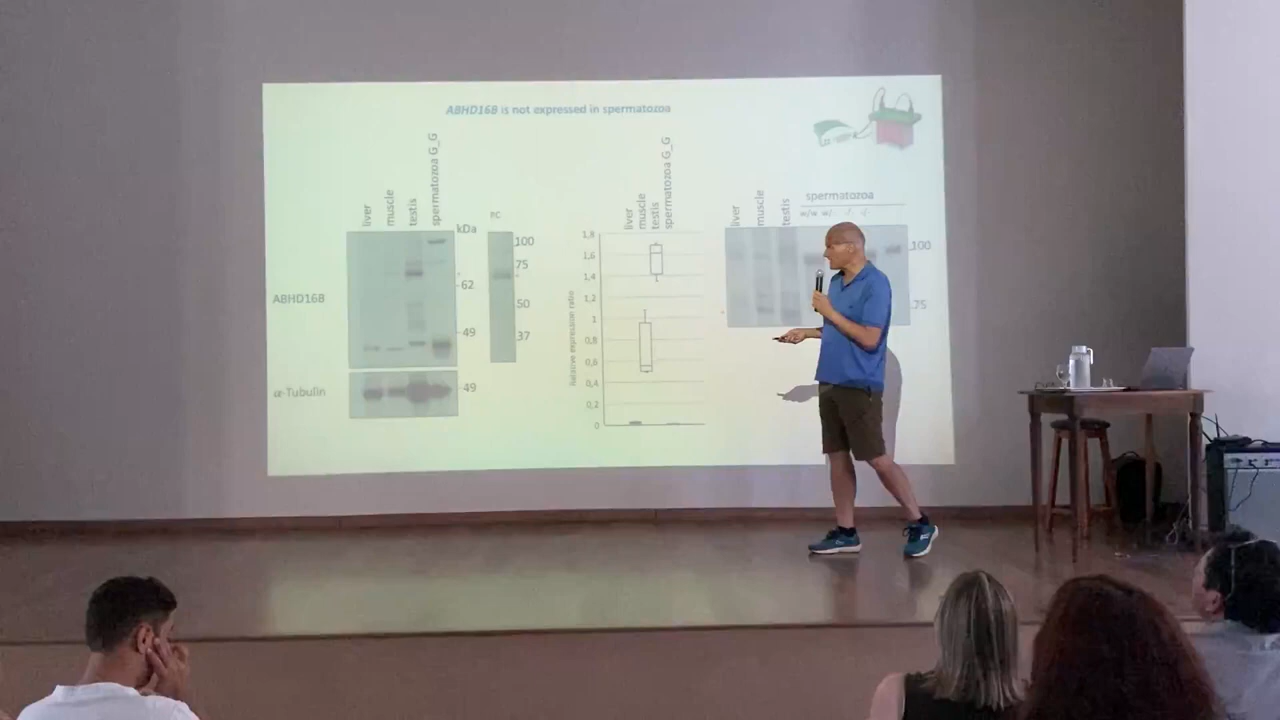 ABHD16B is not expressed in spermatozoa
liver
muscle
testis
spermatozoa G_G
kDa
62
49
ABHD16B
α-Tubulin
49
PC
100
75
50
37
liver
muscle
testis
spermatozoa G_G
Relative expression ratio
1,8
1,6
1,4
1,2
1
0,8
0,6
0,4
0,2
0
liver
muscle
testis
spermatozoa
100
75